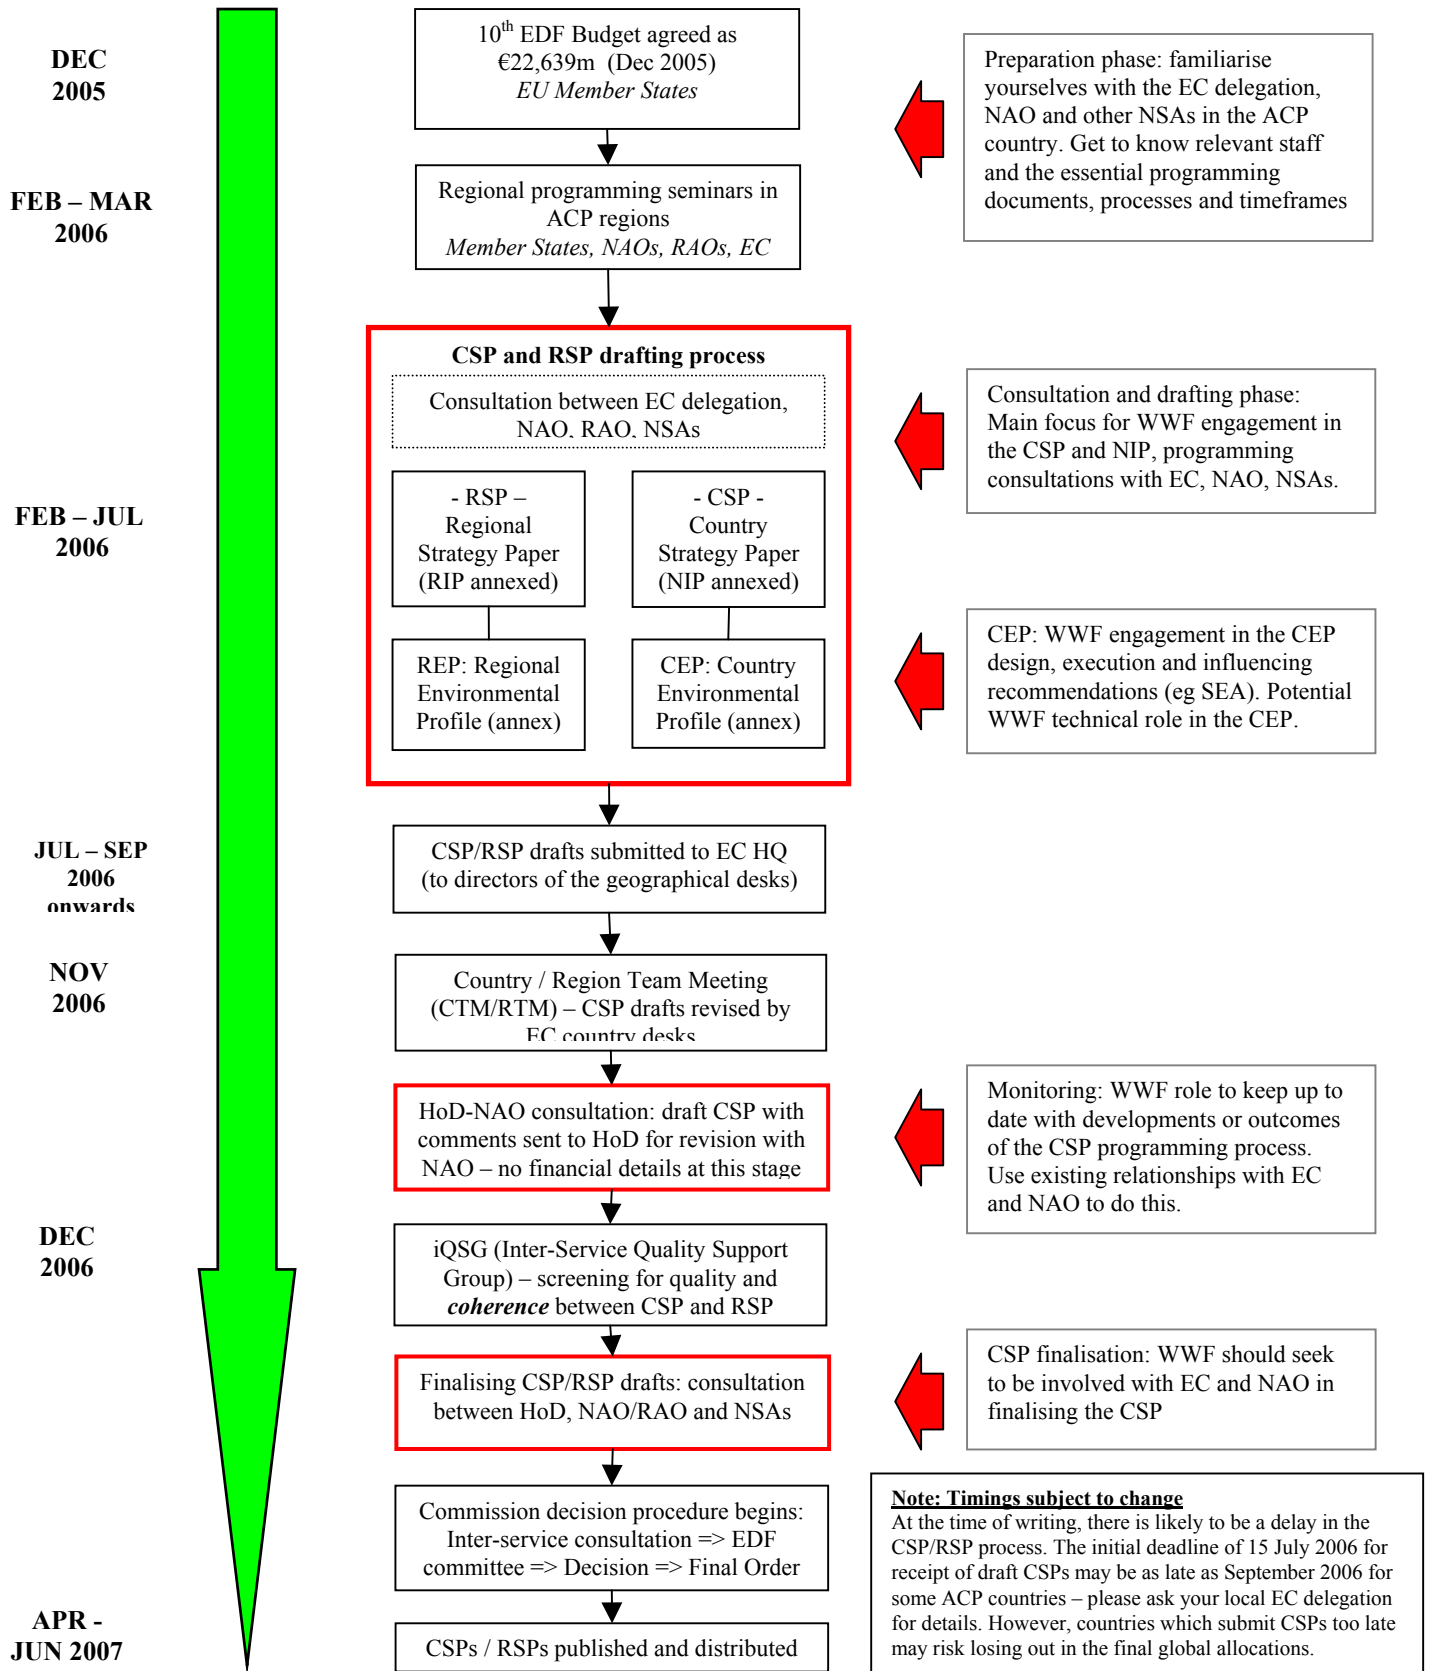 DEC
2005
10th EDF Budget agreed as
€22,639m (Dec 2005)
EU Member States
Preparation phase: familiarise
yourselves with the EC delegation,
NAO and other NSAs in the ACP
country. Get to know relevant staff
and the essential programming
documents, processes and timeframes
FEB – MAR
2006
Regional programming seminars in
ACP regions
Member States, NAOs, RAOs, EC
CSP and RSP drafting process
Consultation between EC delegation,
NAO, RAO, NSAs
Consultation and drafting phase:
Main focus for WWF engagement in
the CSP and NIP, programming
consultations with EC, NAO, NSAs.
FEB – JUL
2006
- RSP –
Regional
Strategy Paper
(RIP annexed)
- CSP -
Country
Strategy Paper
(NIP annexed)
REP: Regional
Environmental
Profile (annex)
CEP: Country
Environmental
Profile (annex)
CEP: WWF engagement in the CEP
design, execution and influencing
recommendations (eg SEA). Potential
WWF technical role in the CEP.
JUL – SEP
2006
onwards
CSP/RSP drafts submitted to EC HQ
(to directors of the geographical desks)
NOV
2006
Country / Region Team Meeting
(CTM/RTM) – CSP drafts revised by
EC country desks
HoD-NAO consultation: draft CSP with
comments sent to HoD for revision with
NAO – no financial details at this stage
Monitoring: WWF role to keep up to
date with developments or outcomes
of the CSP programming process.
Use existing relationships with EC
and NAO to do this.
DEC
2006
iQSG (Inter-Service Quality Support
Group) – screening for quality and
coherence between CSP and RSP
Finalising CSP/RSP drafts: consultation
between HoD, NAO/RAO and NSAs
CSP finalisation: WWF should seek
to be involved with EC and NAO in
finalising the CSP
Commission decision procedure begins:
Inter-service consultation => EDF
committee => Decision => Final Order
Note: Timings subject to change
At the time of writing, there is likely to be a delay in the
CSP/RSP process. The initial deadline of 15 July 2006 for
receipt of draft CSPs may be as late as September 2006 for
some ACP countries – please ask your local EC delegation
for details. However, countries which submit CSPs too late
may risk losing out in the final global allocations.
APR -
JUN 2007
CSPs / RSPs published and distributed